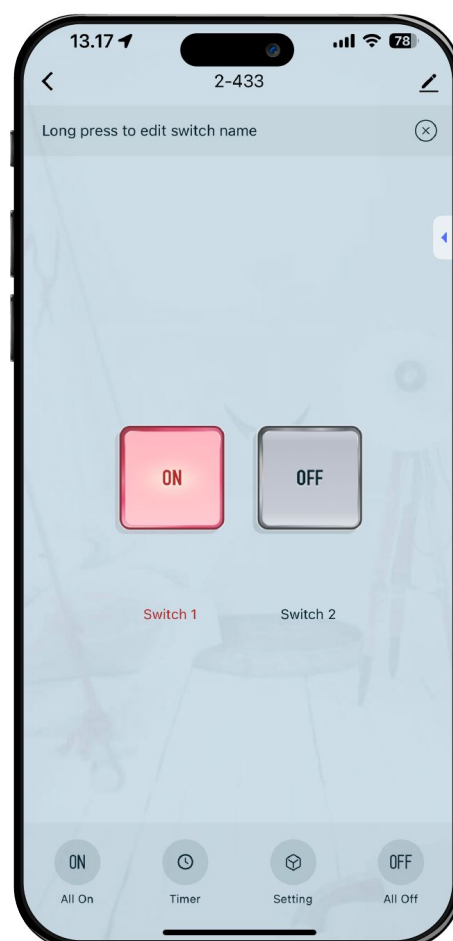 13.17
78
2-433
Long press to edit switch name
ON
OFF
Switch 1
Switch 2
ON
OFF
All On
Timer
Setting
All Off